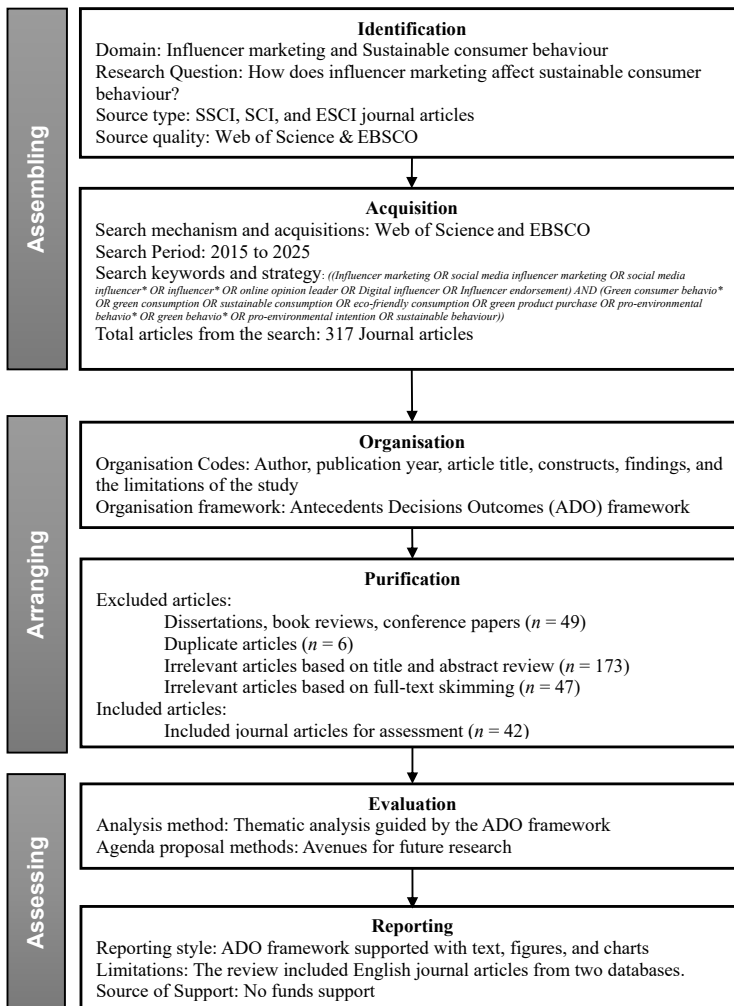 Assembling
Identification
Domain: Influencer marketing and Sustainable consumer behaviour
Research Question: How does influencer marketing affect sustainable consumer
behaviour?
Source type: SSCI, SCI, and ESCI journal articles
Source quality: Web of Science & EBSCO
Acquisition
Search mechanism and acquisitions: Web of Science and EBSCO
Search Period: 2015 to 2025
Search keywords and strategy: ((Influencer marketing OR social media influencer marketing OR social media
influencer* OR influencer* OR online opinion leader OR Digital influencer OR Influencer endorsement) AND (Green consumer behavio*
OR green consumption OR sustainable consumption OR eco-friendly consumption OR green product purchase OR pro-environmental
behavio* OR green behavio* OR pro-environmental intention OR sustainable behaviour))
Total articles from the search: 317 Journal articles
Arranging
Organisation
Organisation Codes: Author, publication year, article title, constructs, findings, and
the limitations of the study
Organisation framework: Antecedents Decisions Outcomes (ADO) framework
Purification
Excluded articles:
Dissertations, book reviews, conference papers (n = 49)
Duplicate articles (n = 6)
Irrelevant articles based on title and abstract review (n = 173)
Irrelevant articles based on full-text skimming (n = 47)
Included articles:
Included journal articles for assessment (n = 42)
Assessing
Evaluation
Analysis method: Thematic analysis guided by the ADO framework
Agenda proposal methods: Avenues for future research
Reporting
Reporting style: ADO framework supported with text, figures, and charts
Limitations: The review included English journal articles from two databases.
Source of Support: No funds support